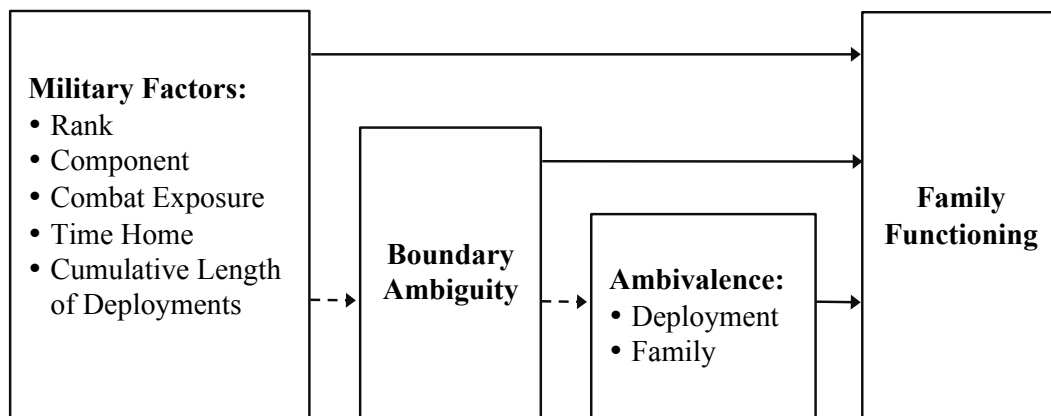 Military Factors:
• Rank
• Component
• Combat Exposure
• Time Home
• Cumulative Length
of Deployments
Boundary
Ambiguity
Ambivalence:
• Deployment
• Family
Family
Functioning